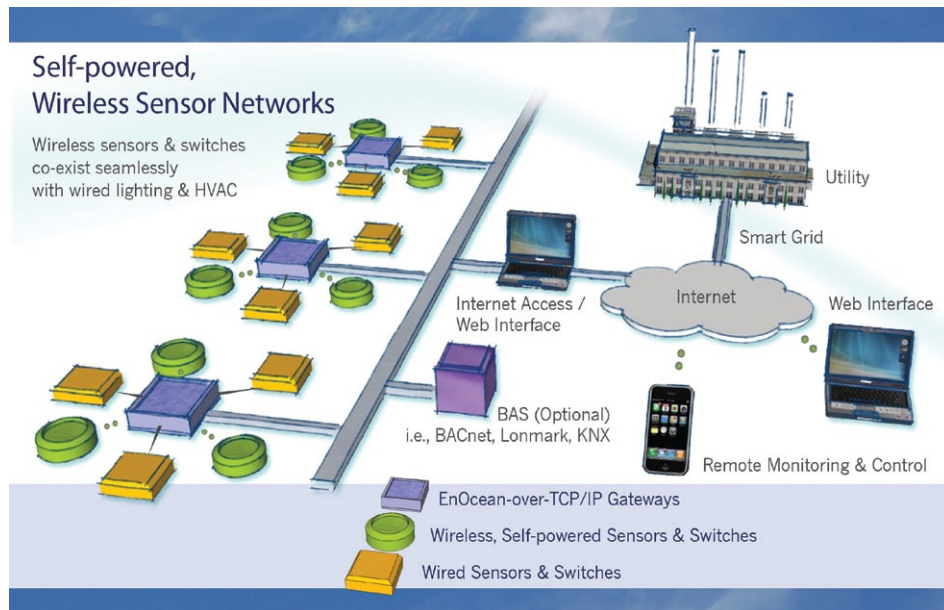 Self-powered,
Wireless Sensor Networks
Wireless sensors & switches
co-exist seamlessly
with wired lighting & HVAC
Utility
Smart Grid
Internet
Internet Access /
Web Interface
Web Interface
BAS (Optional)
i.e., BACnet, Lonmark, KNX
Remote Monitoring & Control
EnOcean-over-TCP/IP Gateways
Wireless, Self-powered Sensors & Switches
Wired Sensors & Switches